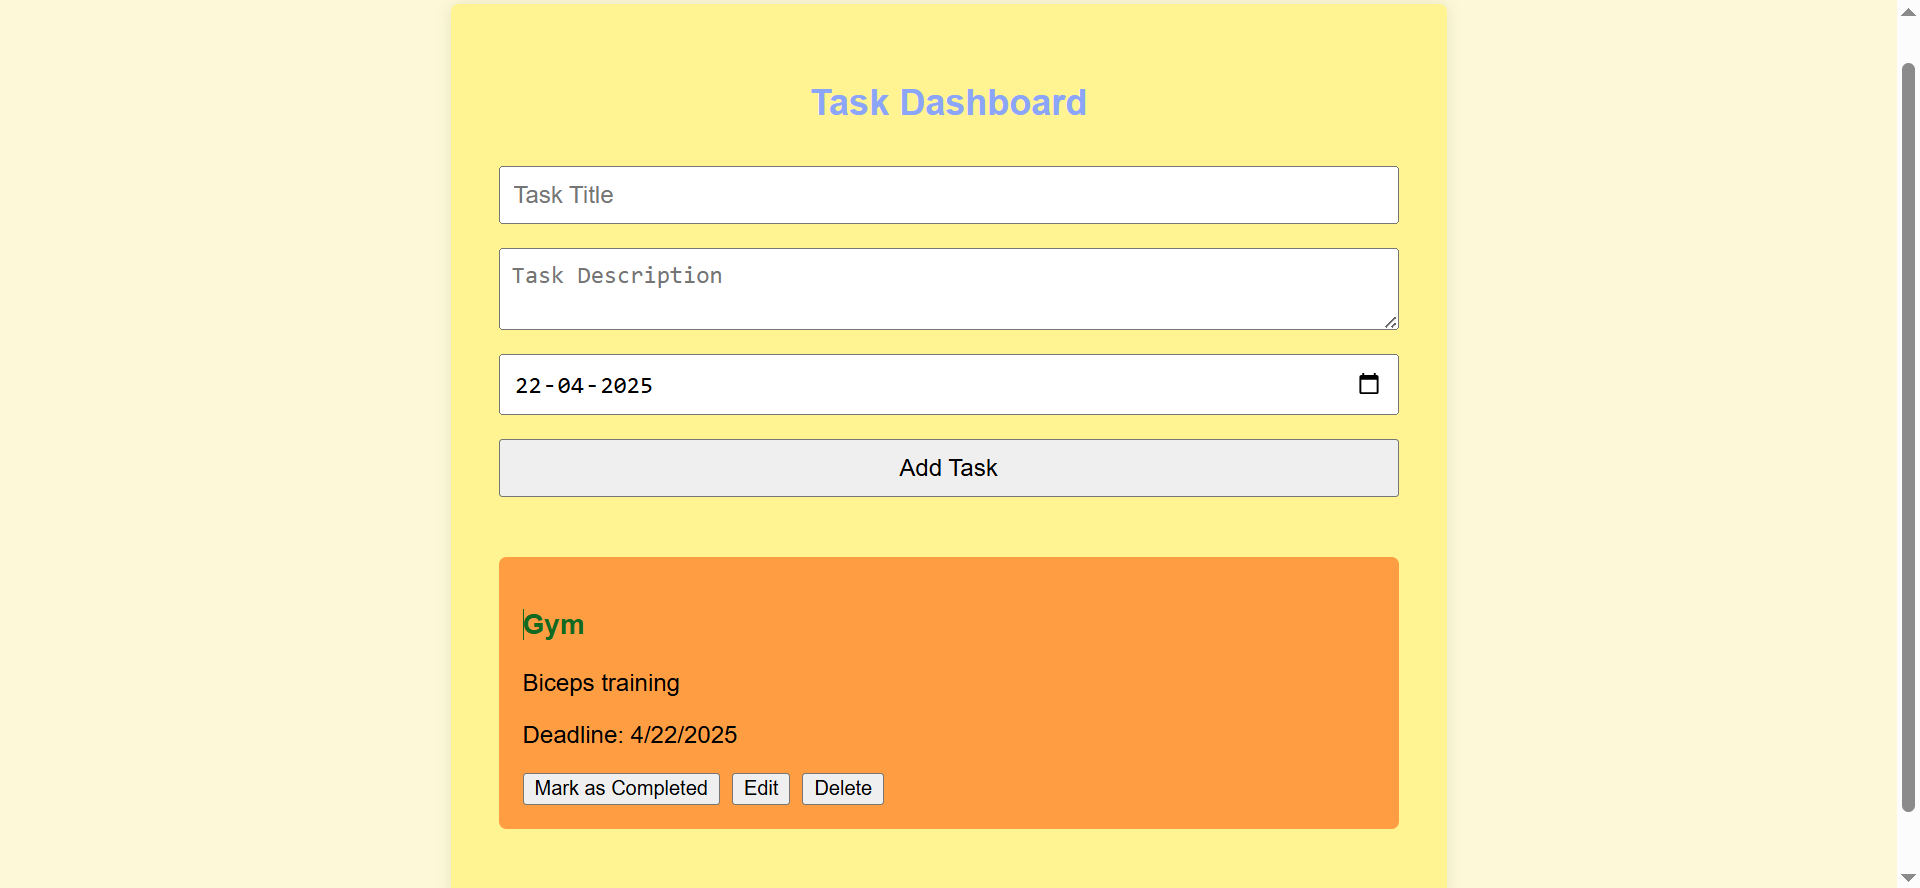 Task Dashboard
Task Title
Task Description
22-04-2025
Add Task
Gym
Biceps training
Deadline: 4/22/2025
Mark as Completed Edit Delete